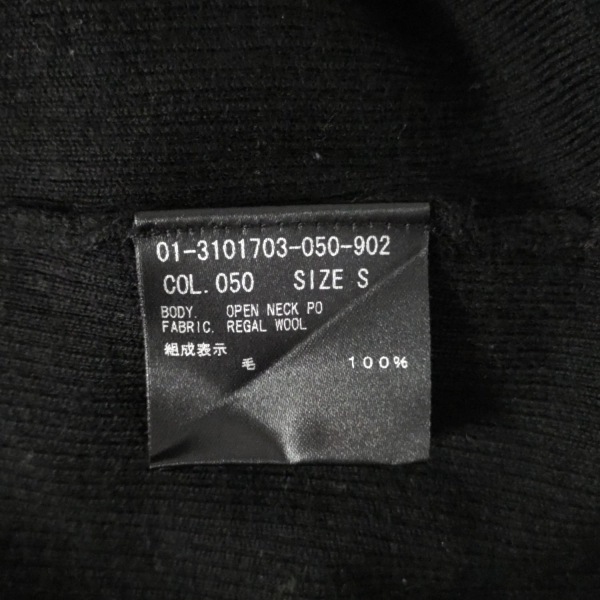 01-3101703-050-902
COL. 050 SIZE S
BODY. OPEN NECK PO
FABRIC. REGAL WOOL
組成表示
毛 100%